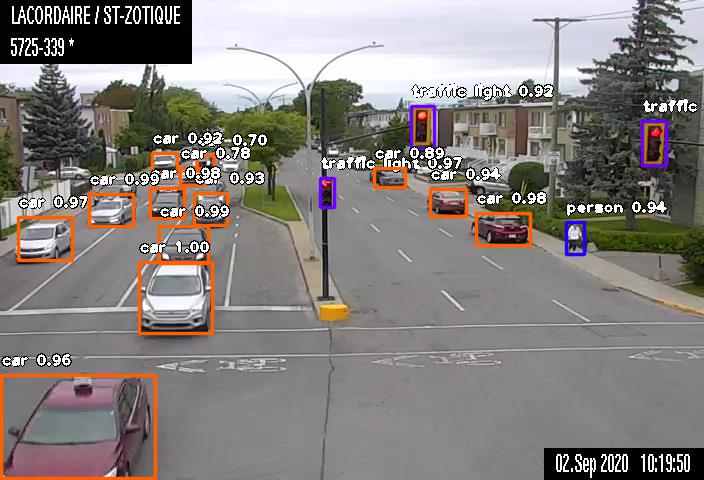 LACORDAIRE / ST-ZOTIQUE
5725-339 *
traffic light 0.92
traffic
car 0.92
0.70
car 0.78
car 0.89
traffic light 0.97
car 0.98
car 0.94
car 0.99
0.93
car 0.97
car 0.98
person 0.94
car 0.99
car 1.00
car 0.96
02.Sep 2020 10:19:50